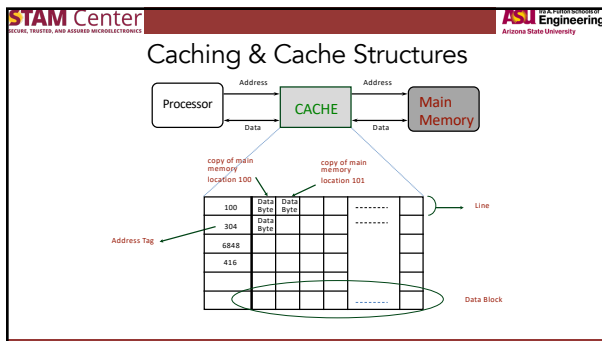 STAM Center
SECURE, TRUSTED, AND ASSURED MICROELECTRONICS
ASU Ira A. Fulton Schools of
Engineering
Arizona State University
Caching & Cache Structures
Address
Address
Processor
CACHE
Main
Memory
Data
Data
copy of main
memory
location 100
copy of main
memory
location 101
100
Data
Byte
Data
Byte
Line
304
Data
Byte
Address Tag
6848
416
Data Block